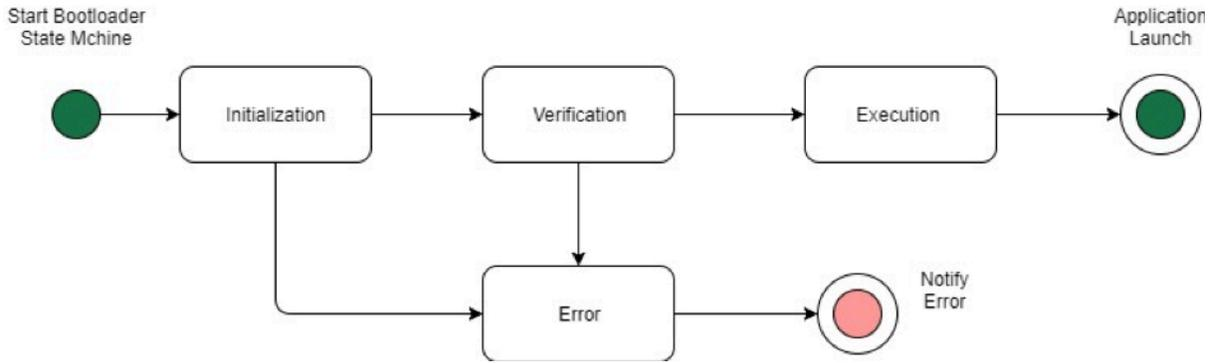 Start Bootloader
State Mchine
Application
Launch
Initialization
Verification
Execution
Error
Notify
Error